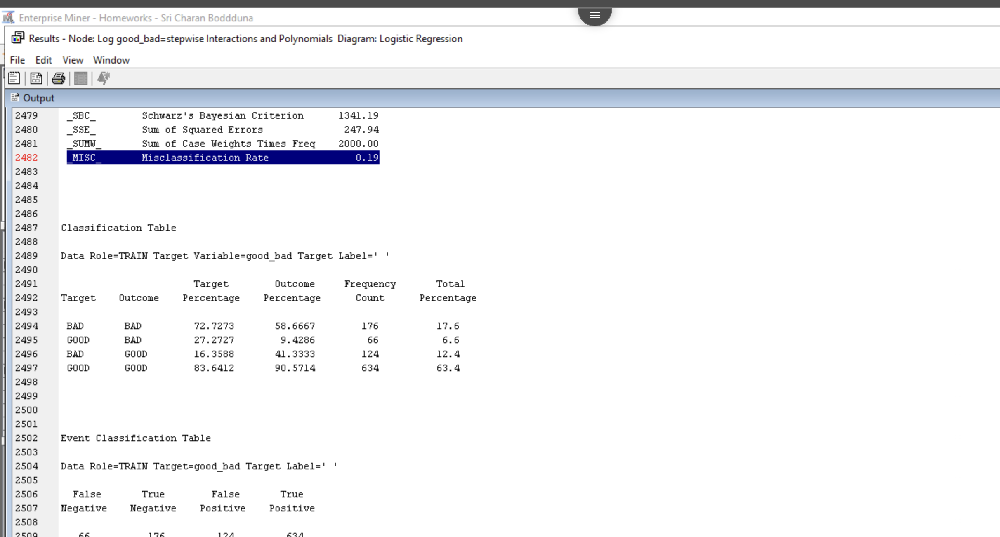 Enterprise Miner - Homeworks - Sri Charan Boddduna
Results - Node: Log good_bad=stepwise Interactions and Polynomials  Diagram: Logistic Regression
File Edit View Window
Output
2479 _SBC_ Schwarz's Bayesian Criterion 1341.19
2480 _SSE_ Sum of Squared Errors 247.94
2481 _SUMW_ Sum of Case Weights Times Freq 2000.00
2482 _MISC_ Misclassification Rate 0.19
2483
2484
2485
2486
2487 Classification Table
2488
2489 Data Role=TRAIN Target Variable=good_bad Target Label=' '
2490
2491 Target Outcome Frequency Total
2492 Target Outcome Percentage Percentage Count Percentage
2493
2494 BAD BAD 72.7273 58.6667 176 17.6
2495 GOOD BAD 27.2727 9.4286 66 6.6
2496 BAD GOOD 16.3588 41.3333 124 12.4
2497 GOOD GOOD 83.6412 90.5714 634 63.4
2498
2499
2500
2501
2502 Event Classification Table
2503
2504 Data Role=TRAIN Target=good_bad Target Label=' '
2505
2506 False True False True
2507 Negative Negative Positive Positive
2508
2509 66 176 124 634